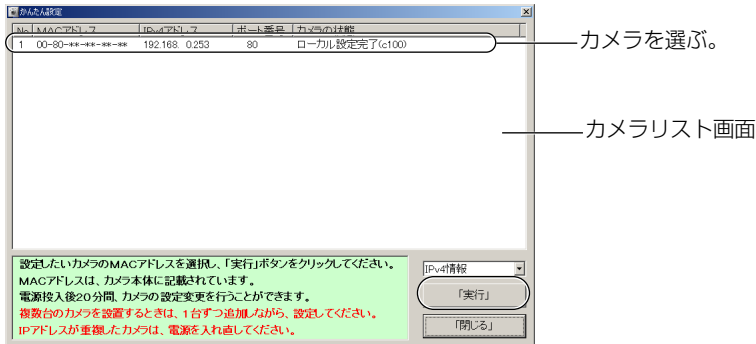 かんたん設定
No MACアドレス IPv4アドレス ポート番号 カメラの状態
1 00-80-**-**-**-** 192.168. 0.253 80 ローカル設定完了(c100)
カメラを選ぶ。
カメラリスト画面
設定したいカメラのMACアドレスを選択し、「実行」ボタンをクリックしてください。
MACアドレスは、カメラ本体に記載されています。
電源投入後20分間、カメラの設定変更を行うことができます。
複数台のカメラを設置するときは、1台ずつ追加しながら、設定してください。
IPアドレスが重複したカメラは、電源を入れ直してください。
IPv4情報
「実行」
「閉じる」